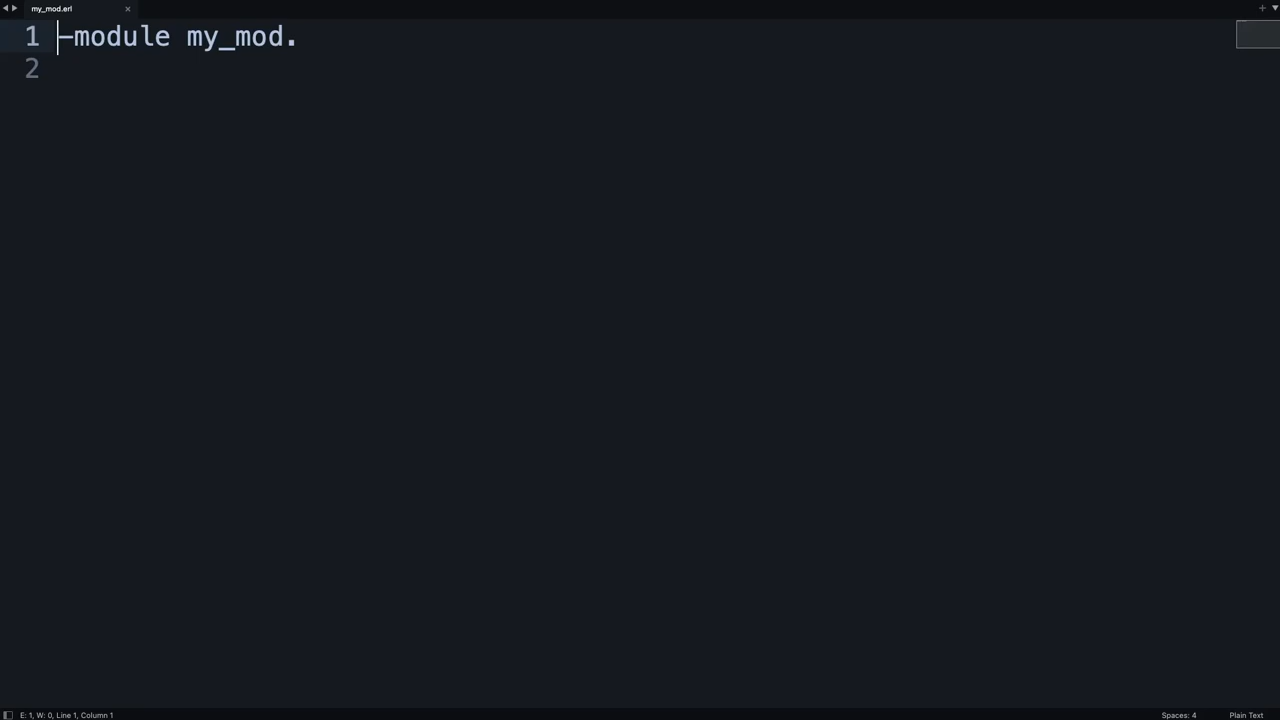 my_mod.erl
1 -module my_mod.
2
E: 1, W: 0, Line 1, Column 1
Spaces: 4
Plain Text